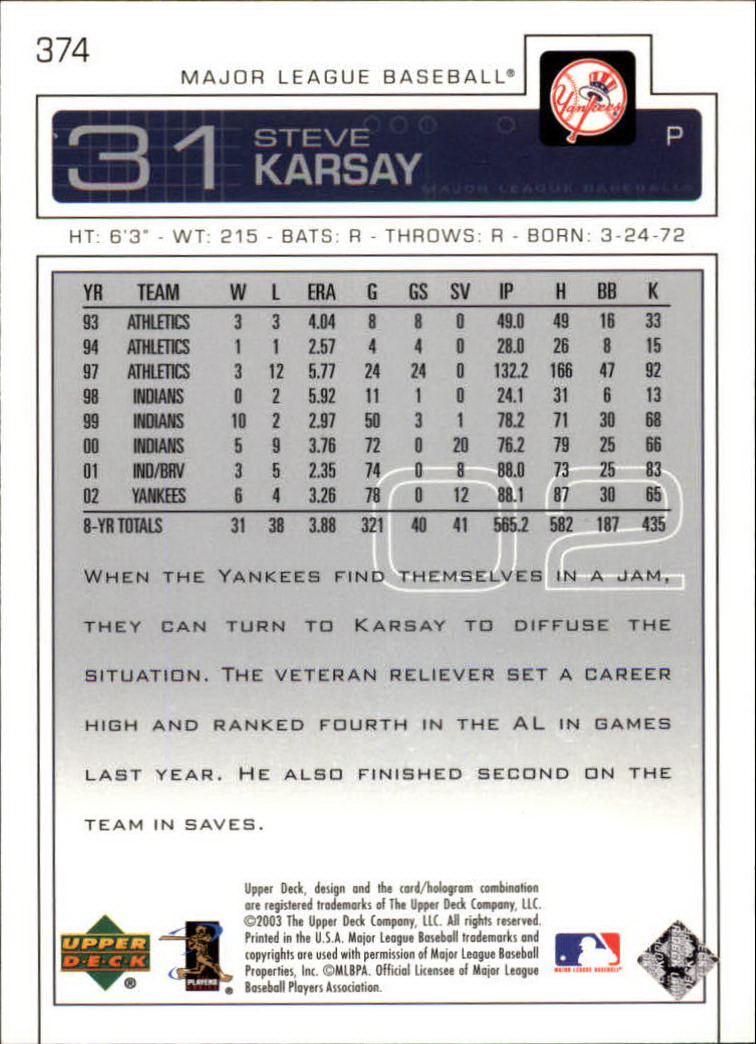 374
MAJOR LEAGUE BASEBALL®
Yankees
31 STEVE KARSAY P
MAJOR LEAGUE BASEBALL®
HT: 6'3" - WT: 215 - BATS: R - THROWS: R - BORN: 3-24-72
YR TEAM W L ERA G GS SV IP H BB K
93 ATHLETICS 3 3 4.04 8 8 0 49.0 49 16 33
94 ATHLETICS 1 1 2.57 4 4 0 28.0 26 8 15
97 ATHLETICS 3 12 5.77 24 24 0 132.2 166 47 92
98 INDIANS 0 2 5.92 11 1 0 24.1 31 6 13
99 INDIANS 10 2 2.97 50 3 1 78.2 71 30 68
00 INDIANS 5 9 3.76 72 0 20 76.2 79 25 66
01 IND/BRV 3 5 2.35 74 0 8 88.0 73 25 83
02 YANKEES 6 4 3.26 78 0 12 88.1 87 30 65
8-YR TOTALS 31 38 3.88 321 40 41 565.2 582 187 435
02
WHEN THE YANKEES FIND THEMSELVES IN A JAM,
THEY CAN TURN TO KARSAY TO DIFFUSE THE
SITUATION. THE VETERAN RELIEVER SET A CAREER
HIGH AND RANKED FOURTH IN THE AL IN GAMES
LAST YEAR. HE ALSO FINISHED SECOND ON THE
TEAM IN SAVES.
Upper Deck, design and the card/hologram combination
are registered trademarks of The Upper Deck Company, LLC.
©2003 The Upper Deck Company, LLC. All rights reserved.
Printed in the U.S.A. Major League Baseball trademarks and
copyrights are used with permission of Major League Baseball
Properties, Inc. ©MLBPA. Official Licensee of Major League
Baseball Players Association.
UPPER
DECK
®
PLAYERS
®
MAJOR LEAGUE BASEBALL®